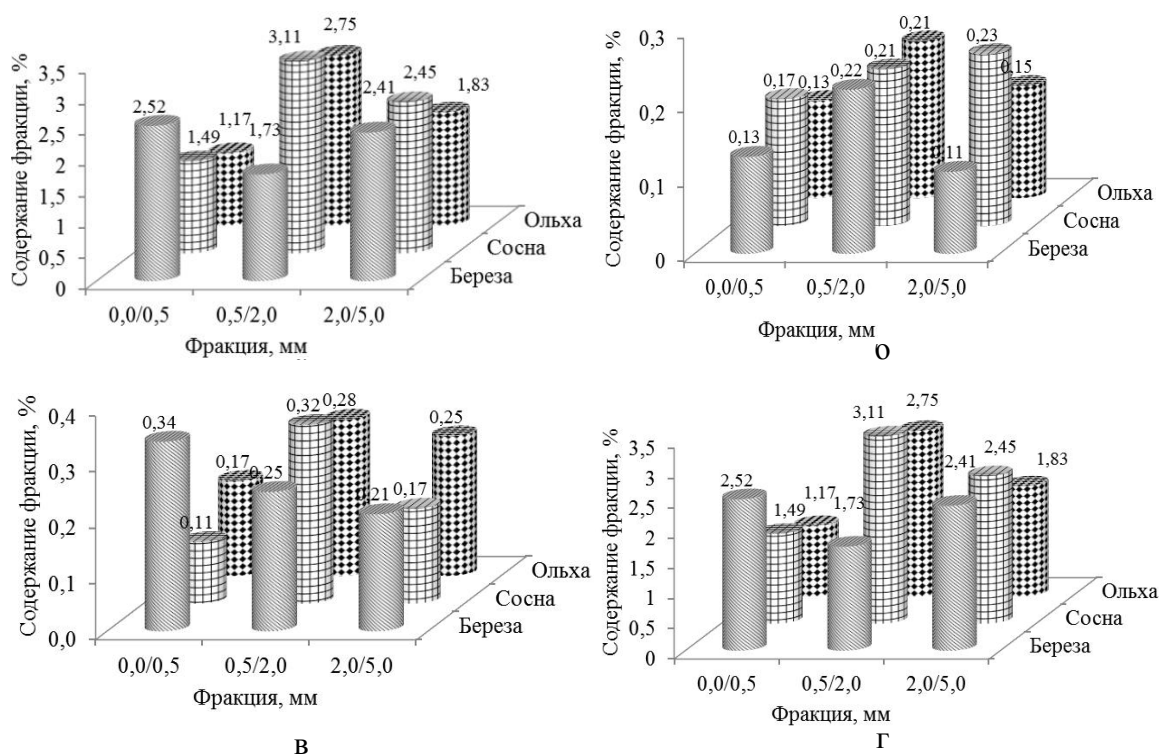 Содержание фракции, %
3,5
3
2,5
2
1,5
1
0,5
0
2,52
1,49
1,17
1,73
3,11
2,75
2,41
2,45
1,83
Ольха
Сосна
Береза
0,0/0,5 0,5/2,0 2,0/5,0
Фракция, мм
Содержание фракции, %
0,3
0,2
0,1
0
0,13
0,17
0,13
0,22
0,21
0,21
0,11
0,23
0,15
Ольха
Сосна
Береза
0,0/0,5 0,5/2,0 2,0/5,0
Фракция, мм
б
Содержание фракции, %
0,4
0,3
0,2
0,1
0,0
0,34
0,11
0,17
0,25
0,32
0,28
0,21
0,17
0,25
Ольха
Сосна
Береза
0,0/0,5 0,5/2,0 2,0/5,0
Фракция, мм
в
Содержание фракции, %
3,5
3
2,5
2
1,5
1
0,5
0
2,52
1,49
1,17
1,73
3,11
2,75
2,41
2,45
1,83
Ольха
Сосна
Береза
0,0/0,5 0,5/2,0 2,0/5,0
Фракция, мм
г